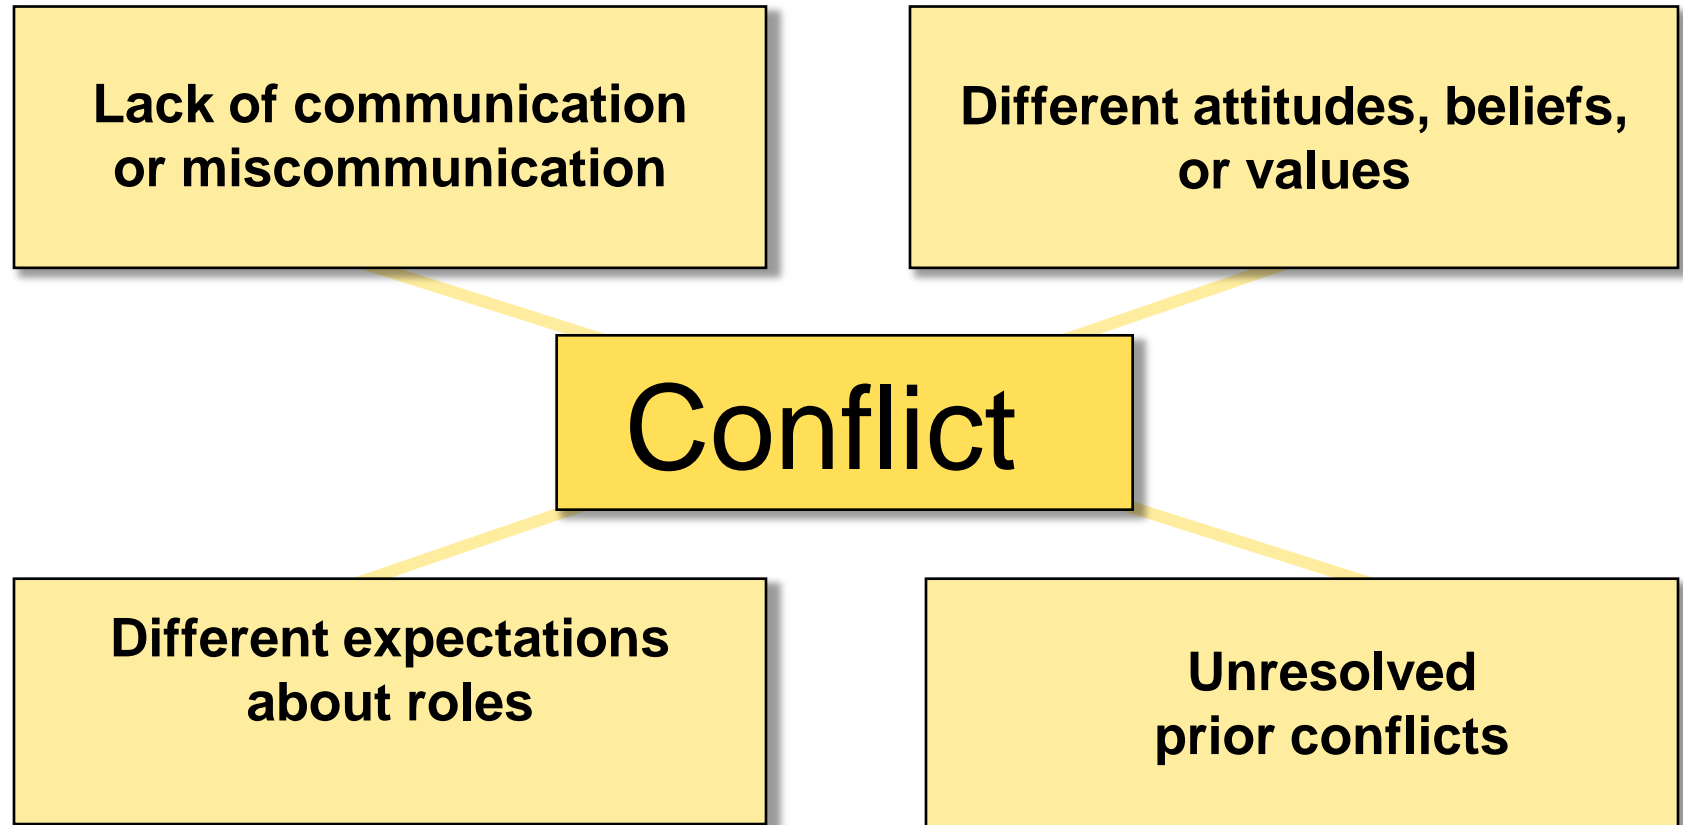 Lack of communication
or miscommunication
Different attitudes, beliefs,
or values
Conflict
Different expectations
about roles
Unresolved
prior conflicts